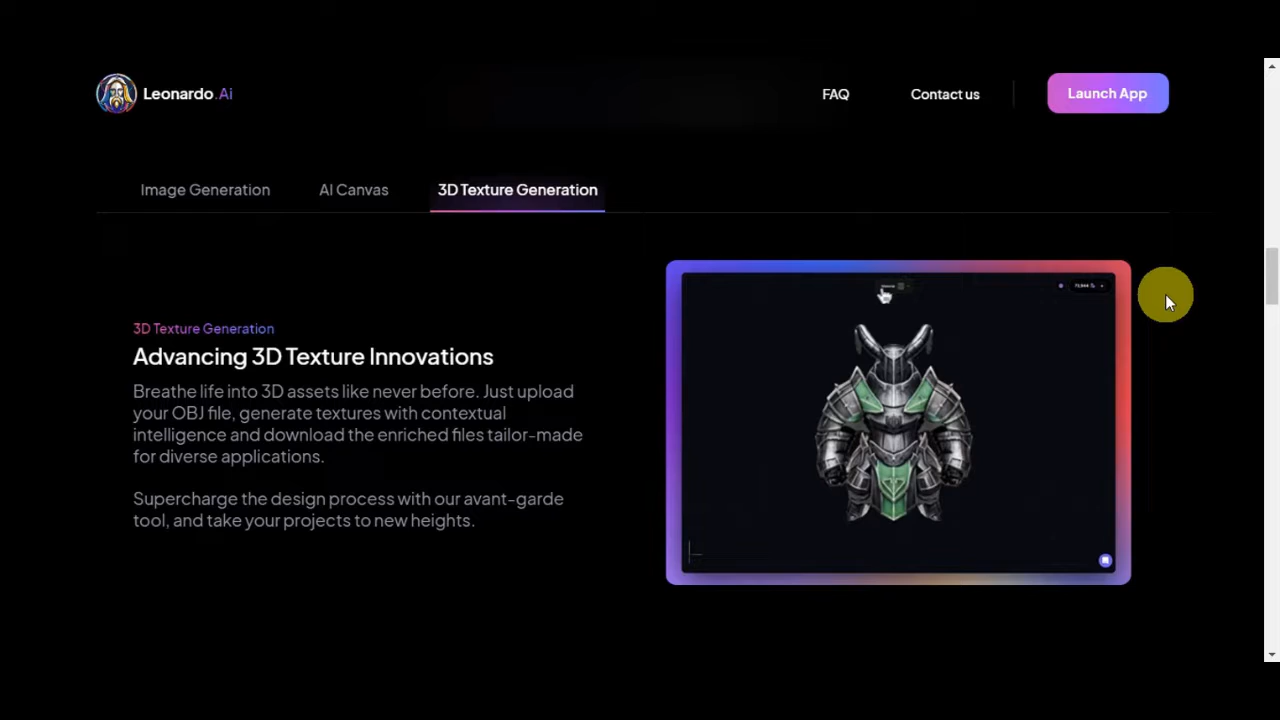 Leonardo.Ai
FAQ
Contact us
Launch App
Image Generation
AI Canvas
3D Texture Generation
3D Texture Generation
Advancing 3D Texture Innovations
Breathe life into 3D assets like never before. Just upload
your OBJ file, generate textures with contextual
intelligence and download the enriched files tailor-made
for diverse applications.
Supercharge the design process with our avant-garde
tool, and take your projects to new heights.